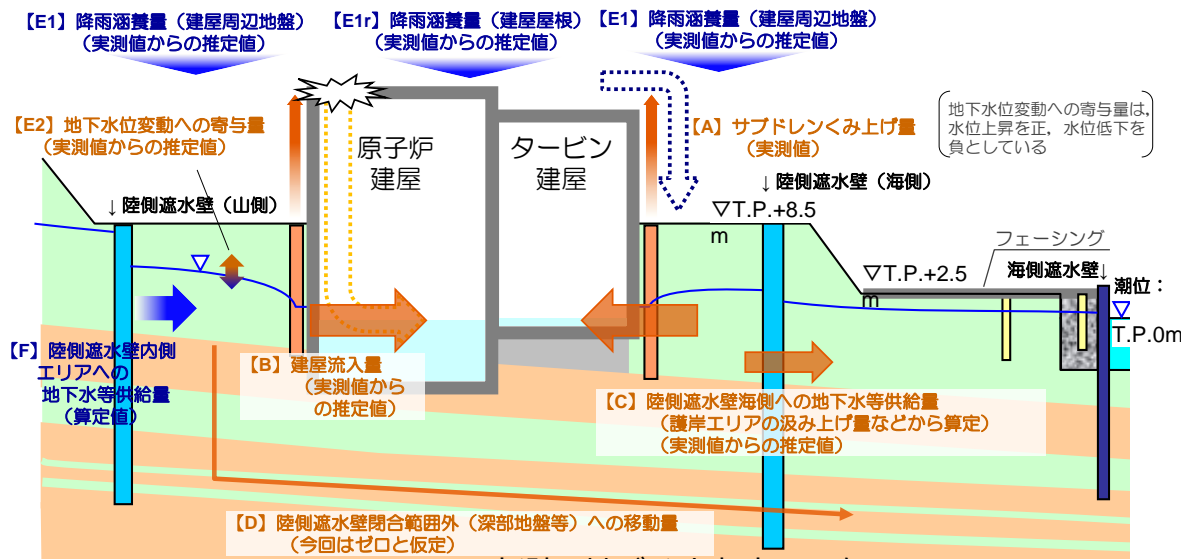 【E1】降雨涵養量（建屋周辺地盤）
（実測値からの推定値）
【E1r】降雨涵養量（建屋屋根）
（実測値からの推定値）
【E1】降雨涵養量（建屋周辺地盤）
（実測値からの推定値）
【E2】地下水位変動への寄与量
（実測値からの推定値）
原子炉
建屋
タービン
建屋
【A】サブドレンくみ上げ量
（実測値）
地下水位変動への寄与量は,
水位上昇を正，水位低下を
負としている
↓陸側遮水壁（山側）
↓陸側遮水壁（海側）
▽T.P.+8.5
m
フェーシング
▽T.P.+2.5
m
海側遮水壁↓
潮位：
▽
T.P.0m
【F】陸側遮水壁内側
エリアへの
地下水等供給量
（算定値）
【B】建屋流入量
（実測値から
の推定値）
【C】陸側遮水壁海側への地下水等供給量
（護岸エリアの汲み上げ量などから算定）
（実測値からの推定値）
【D】陸側遮水壁閉合範囲外（深部地盤等）への移動量
（今回はゼロと仮定）